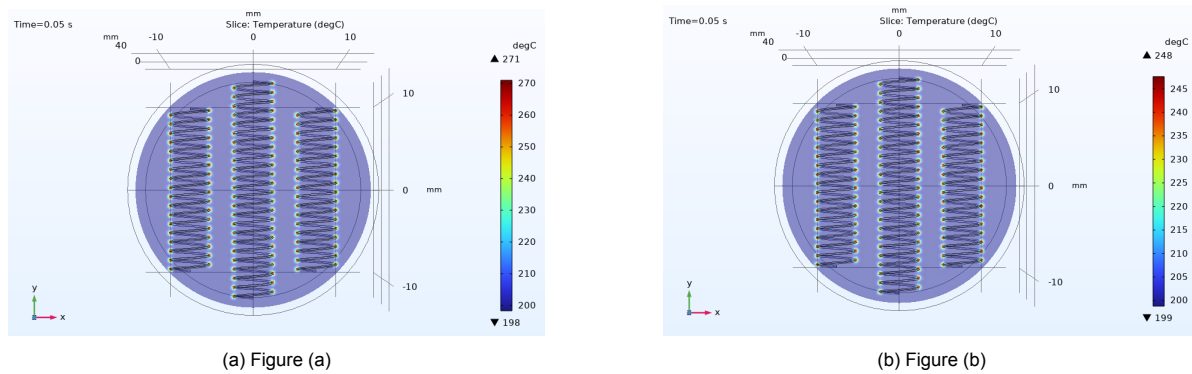 Time=0.05 s
Slice: Temperature (degC)
mm
-10 0 10
mm
40
0
degC
▲ 271
270
260
250
240
230
220
210
200
▼ 198
10
0 mm
-10
y
x
(a) Figure (a)
Time=0.05 s
Slice: Temperature (degC)
mm
-10 0 10
mm
40
0
degC
▲ 248
245
240
235
230
225
220
215
210
205
200
▼ 199
10
0 mm
-10
y
x
(b) Figure (b)